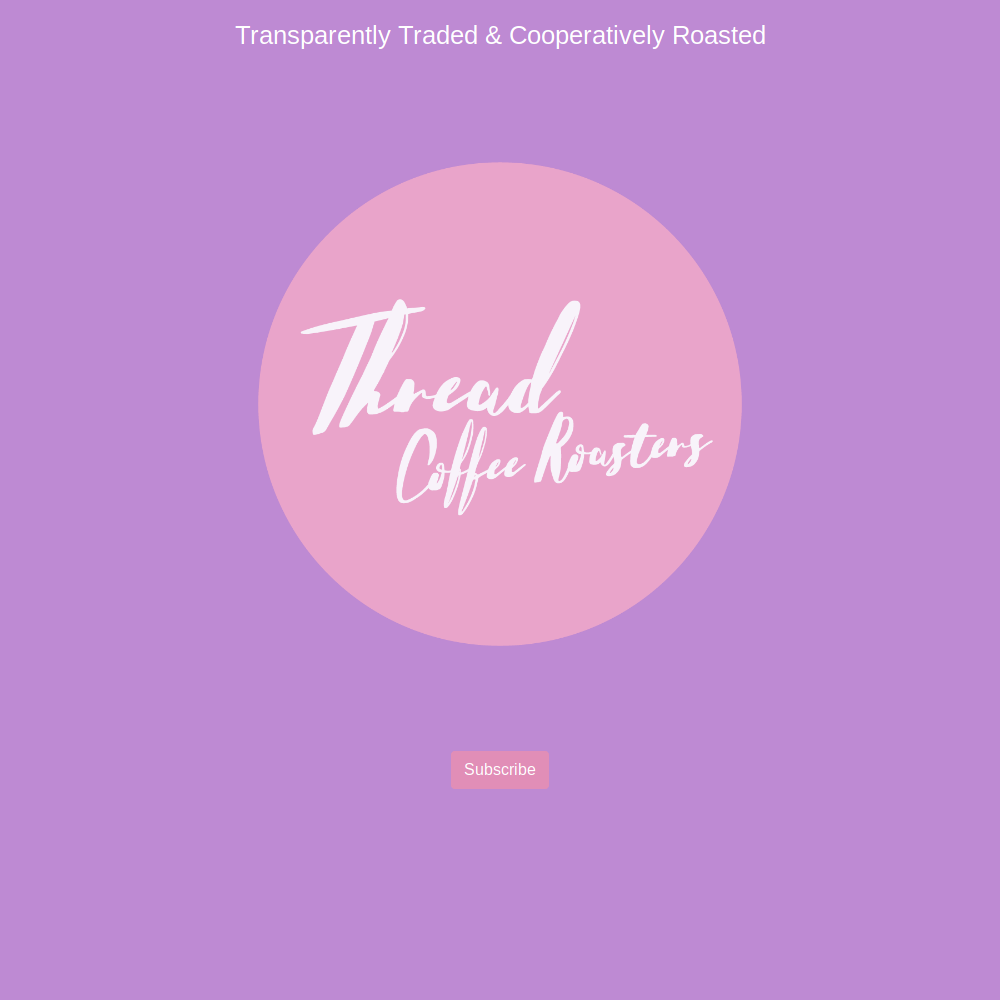 Transparently Traded & Cooperatively Roasted
Thread
Coffee Roasters
Subscribe